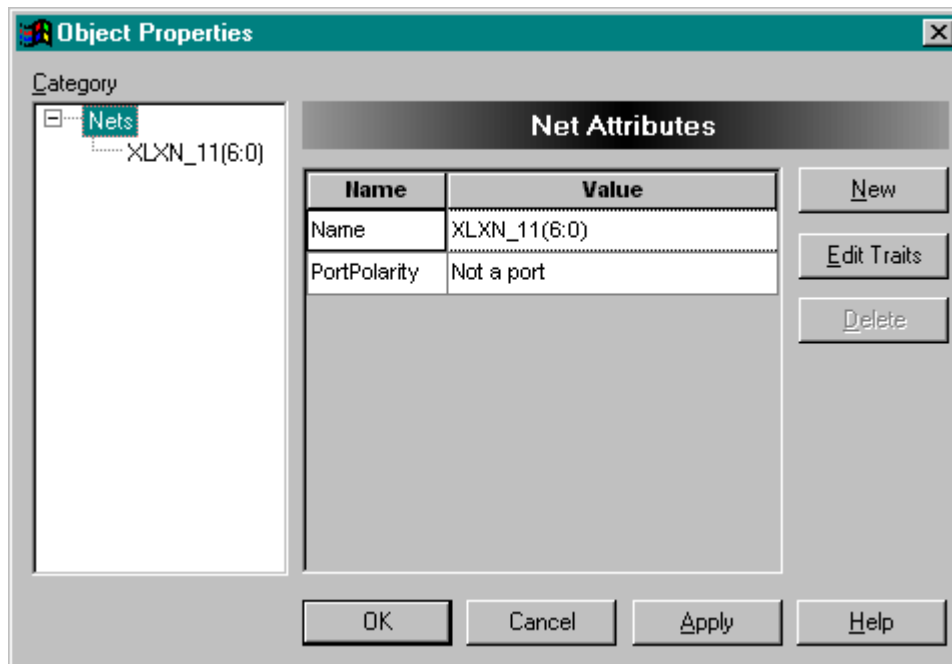 Object Properties
Category
Nets
XLXN_11(6:0)
Net Attributes
Name Value
Name XLXN_11(6:0)
PortPolarity Not a port
New
Edit Traits
Delete
OK Cancel Apply Help